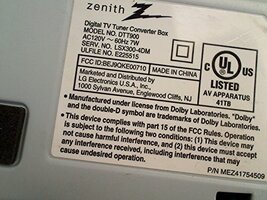 zenith
Digital TV Tuner Converter Box
MODEL NO. DTT900
AC120V ~ 60Hz 7W
SERV. NO. LSX300-4DM
ULFILE NO. E225515
FCC ID:BEJ9QKE00710
MADE IN CHINA
Marketed and Distributed by
LG Electronics U.S.A., Inc.
1000 Sylvan Avenue, Englewood Cliffs, NJ
C UL US
LISTED
AV APPARATUS
41TB
• Manufactured under license from Dolby Laboratories. "Dolby"
and the double-D symbol are trademarks of Dolby Laboratories.
• This device complies with part 15 of the FCC Rules. Operation
is subject to the following two conditions: (1) This device may
not cause harmful interference, and (2) this device must accept
any interference received, including interference that may
cause undesired operation.
P/N MEZ41754509